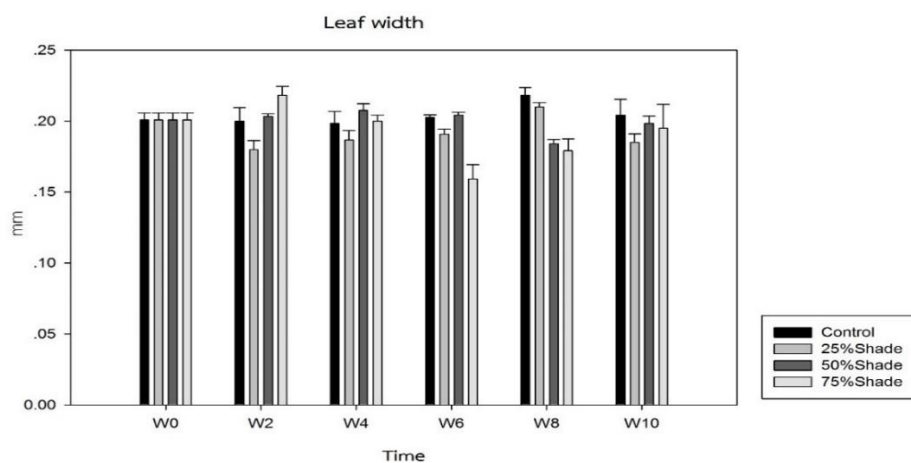 Leaf width
.25
.20
.15
.10
.05
0.00
mm
W0 W2 W4 W6 W8 W10
Time
Control
25%Shade
50%Shade
75%Shade